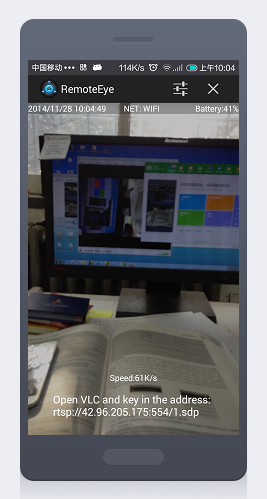 中国移动••• 114K/s 上午10:04
RemoteEye
2014/11/28 10:04:49 NET: WIFI Battery:41%
Lenovo
Speed:61K/s
Open VLC and key in the address:
rtsp://42.96.205.175:554/1.sdp